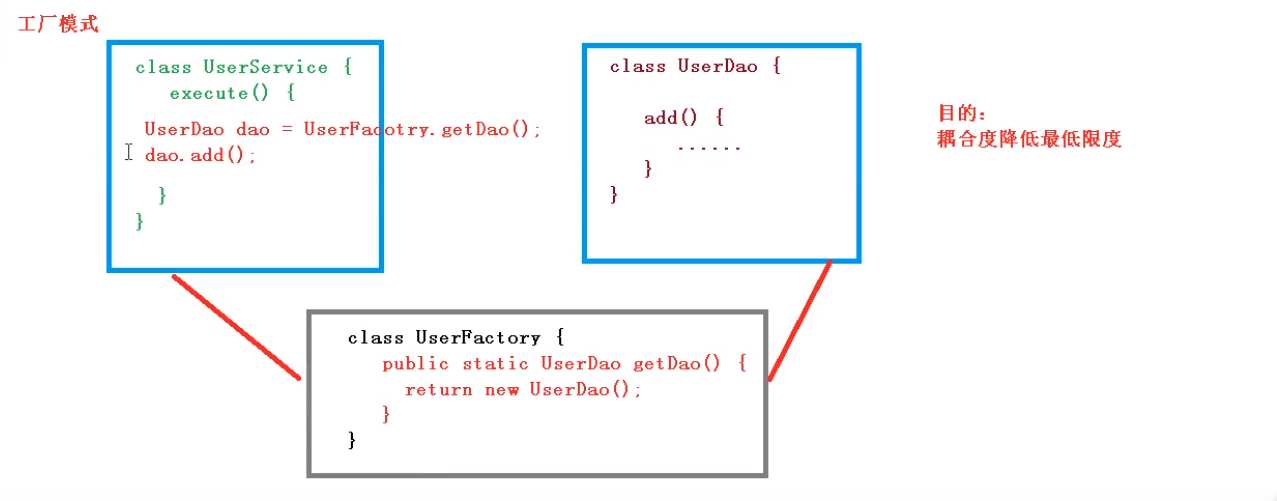 工厂模式
class UserService {
execute() {
UserDao dao = UserFacotry.getDao();
dao.add();
}
}
class UserDao {
add() {
......
}
}
目的：
耦合度降低最低限度
class UserFactory {
public static UserDao getDao() {
return new UserDao();
}
}